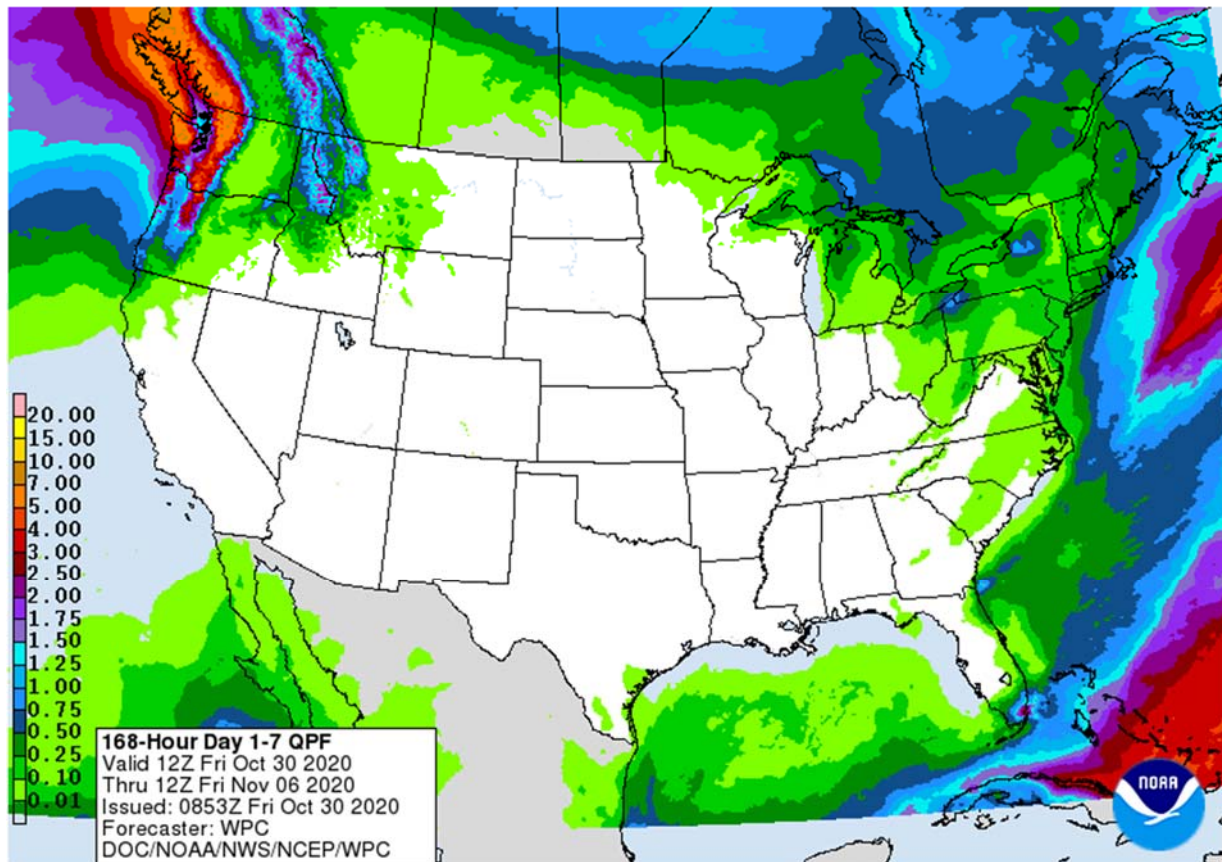 20.00
15.00
10.00
7.00
5.00
4.00
3.00
2.50
2.00
1.75
1.50
1.25
1.00
0.75
0.50
0.25
0.10
0.01
168-Hour Day 1-7 QPF
Valid 12Z Fri Oct 30 2020
Thru 12Z Fri Nov 06 2020
Issued: 0853Z Fri Oct 30 2020
Forecaster: WPC
DOC/NOAA/NWS/NCEP/WPC
NOAA